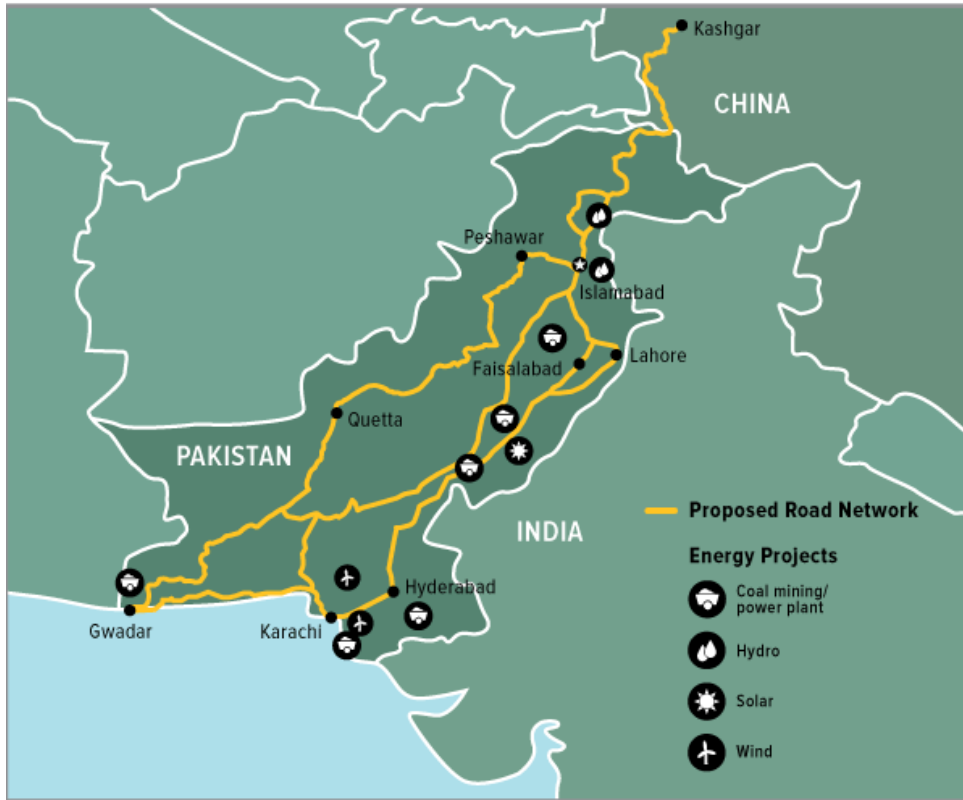 Kashgar
CHINA
Peshawar
Islamabad
Lahore
Faisalabad
Quetta
PAKISTAN
INDIA
Hyderabad
Gwadar
Karachi
Proposed Road Network
Energy Projects
Coal mining/
power plant
Hydro
Solar
Wind